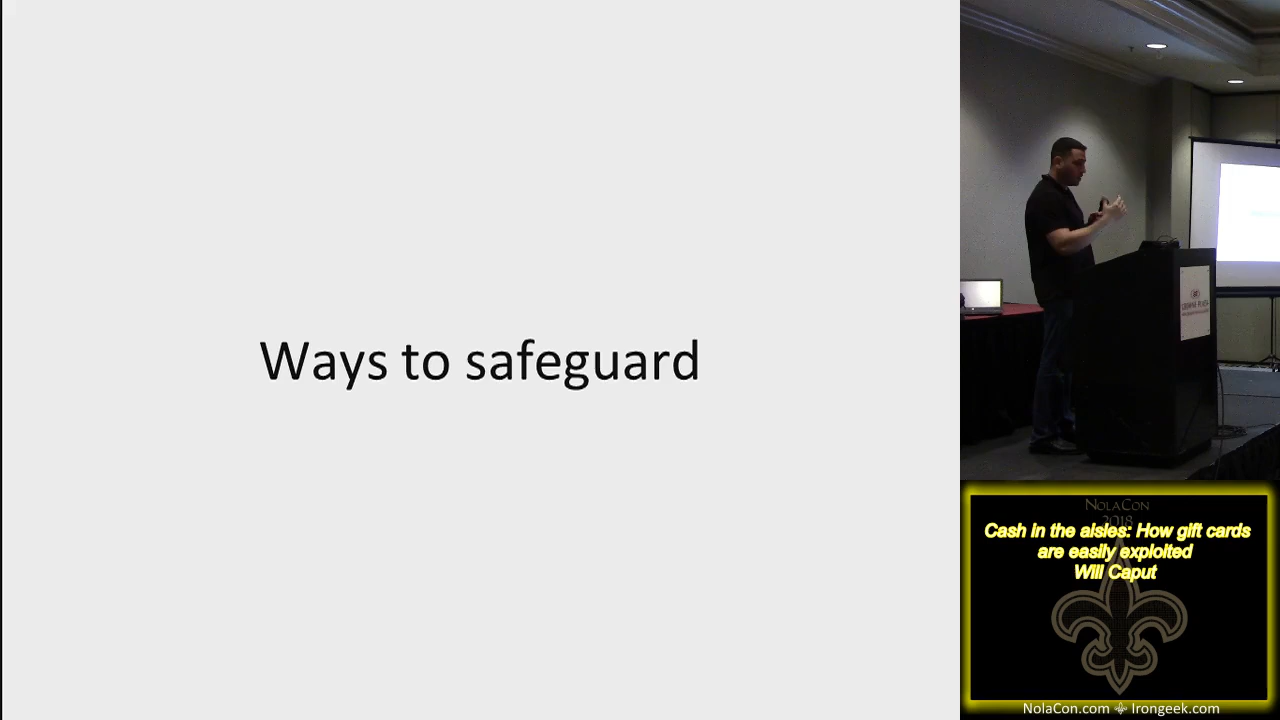 Ways to safeguard
NolaCon
2018
Cash in the aisles: How gift cards
are easily exploited
Will Caput
NolaCon.com Irongeek.com